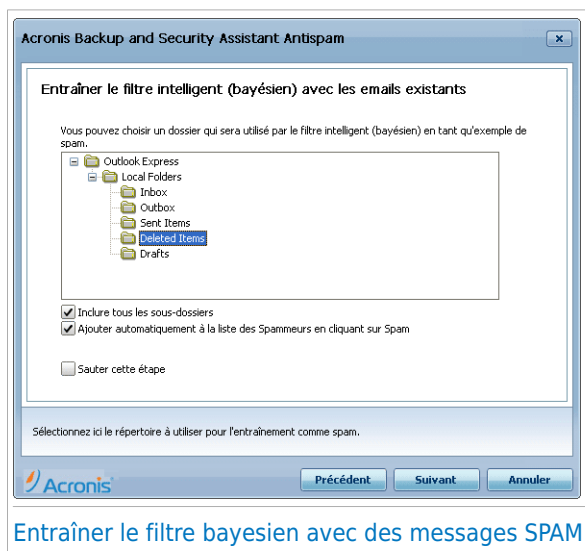 Acronis Backup and Security Assistant Antispam
Entraîner le filtre intelligent (bayésien) avec les emails existants
Vous pouvez choisir un dossier qui sera utilisé par le filtre intelligent (bayésien) en tant qu'exemple de
spam.
Outlook Express
Local Folders
Inbox
Outbox
Sent Items
Deleted Items
Drafts
Inclure tous les sous-dossiers
Ajouter automatiquement à la liste des Spammeurs en cliquant sur Spam
Sauter cette étape
Sélectionnez ici le répertoire à utiliser pour l'entraînement comme spam.
Acronis
Précédent Suivant Annuler
Entraîner le filtre bayesien avec des messages SPAM